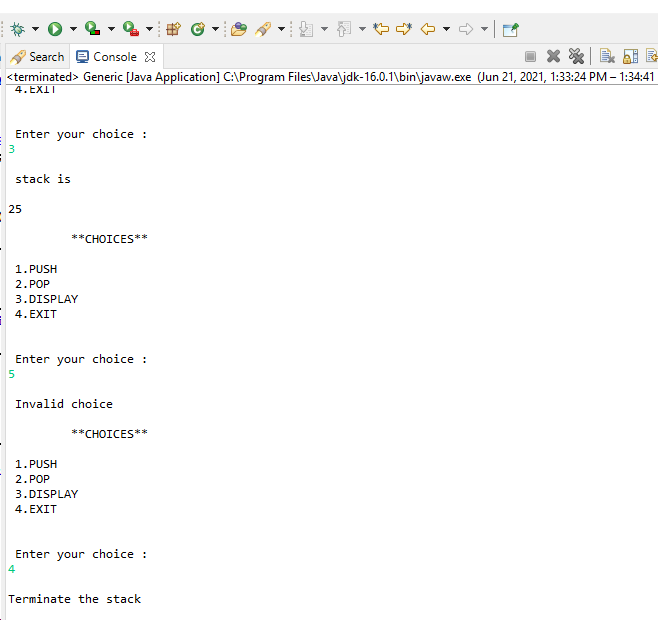 Search Console
<terminated> Generic [Java Application] C:\Program Files\Java\jdk-16.0.1\bin\javaw.exe (Jun 21, 2021, 1:33:24 PM – 1:34:41
4.EXIT
Enter your choice :
3
stack is
25
**CHOICES**
1.PUSH
2.POP
3.DISPLAY
4.EXIT
Enter your choice :
5
Invalid choice
**CHOICES**
1.PUSH
2.POP
3.DISPLAY
4.EXIT
Enter your choice :
4
Terminate the stack